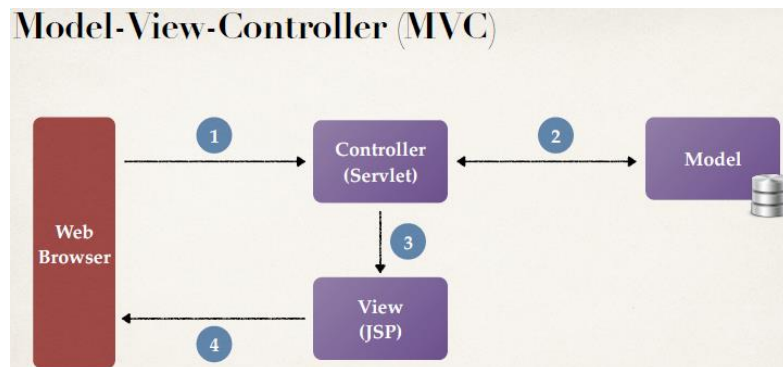 Model-View-Controller (MVC)
1
2
Controller
(Servlet)
Model
Web
Browser
3
View
(JSP)
4